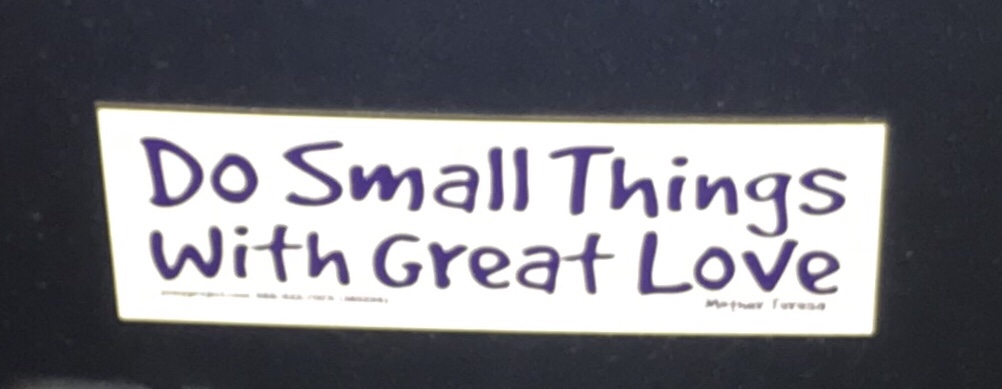 Do Small Things
With Great Love
Mother Teresa